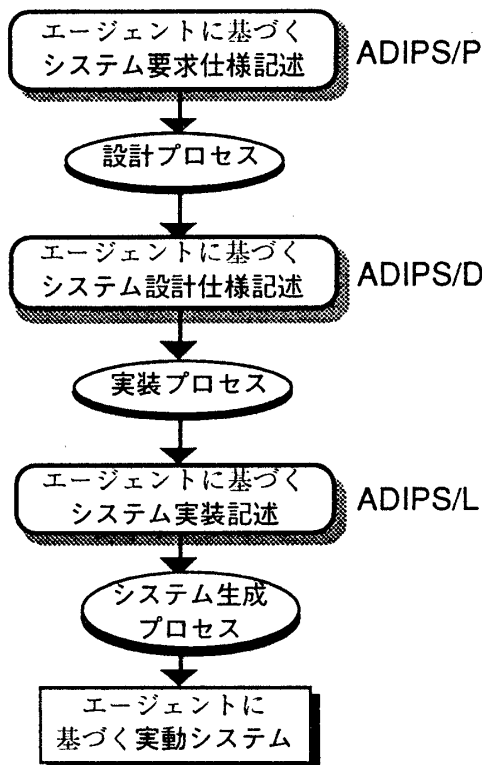 エージェントに基づく
システム要求仕様記述
ADIPS/P
設計プロセス
エージェントに基づく
システム設計仕様記述
ADIPS/D
実装プロセス
エージェントに基づく
システム実装記述
ADIPS/L
システム生成
プロセス
エージェントに
基づく実動システム